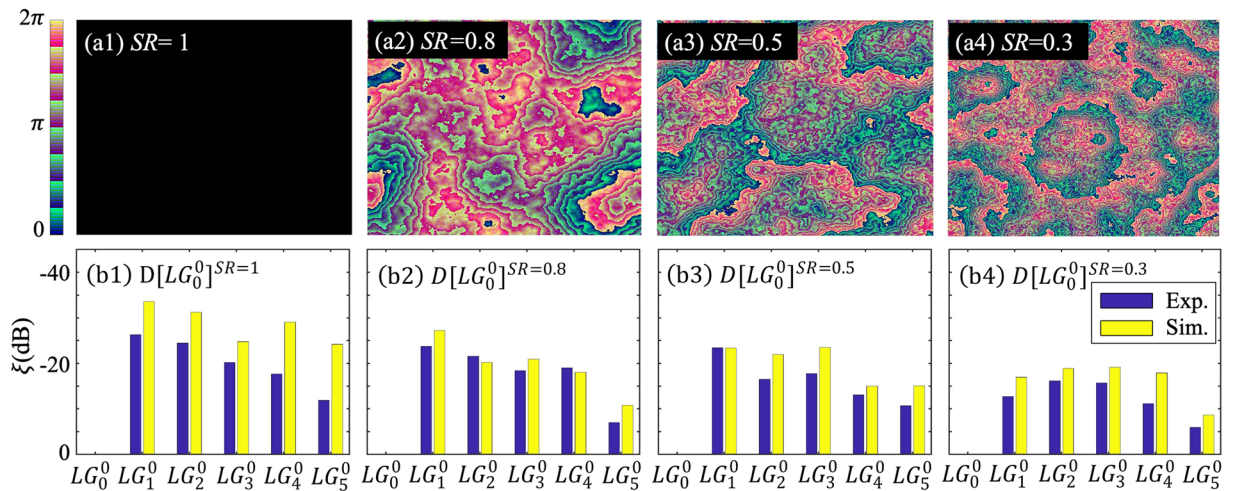 2π
π
0
(a1) SR= 1
(a2) SR=0.8
(a3) SR=0.5
(a4) SR=0.3
ξ(dB)
-40
-20
0
(b1) D[LG₀⁰]^SR=1
(b2) D[LG₀⁰]^SR=0.8
(b3) D[LG₀⁰]^SR=0.5
(b4) D[LG₀⁰]^SR=0.3
Exp.
Sim.
LG₀⁰ LG₁⁰ LG₂⁰ LG₃⁰ LG₄⁰ LG₅⁰
LG₀⁰ LG₁⁰ LG₂⁰ LG₃⁰ LG₄⁰ LG₅⁰
LG₀⁰ LG₁⁰ LG₂⁰ LG₃⁰ LG₄⁰ LG₅⁰
LG₀⁰ LG₁⁰ LG₂⁰ LG₃⁰ LG₄⁰ LG₅⁰